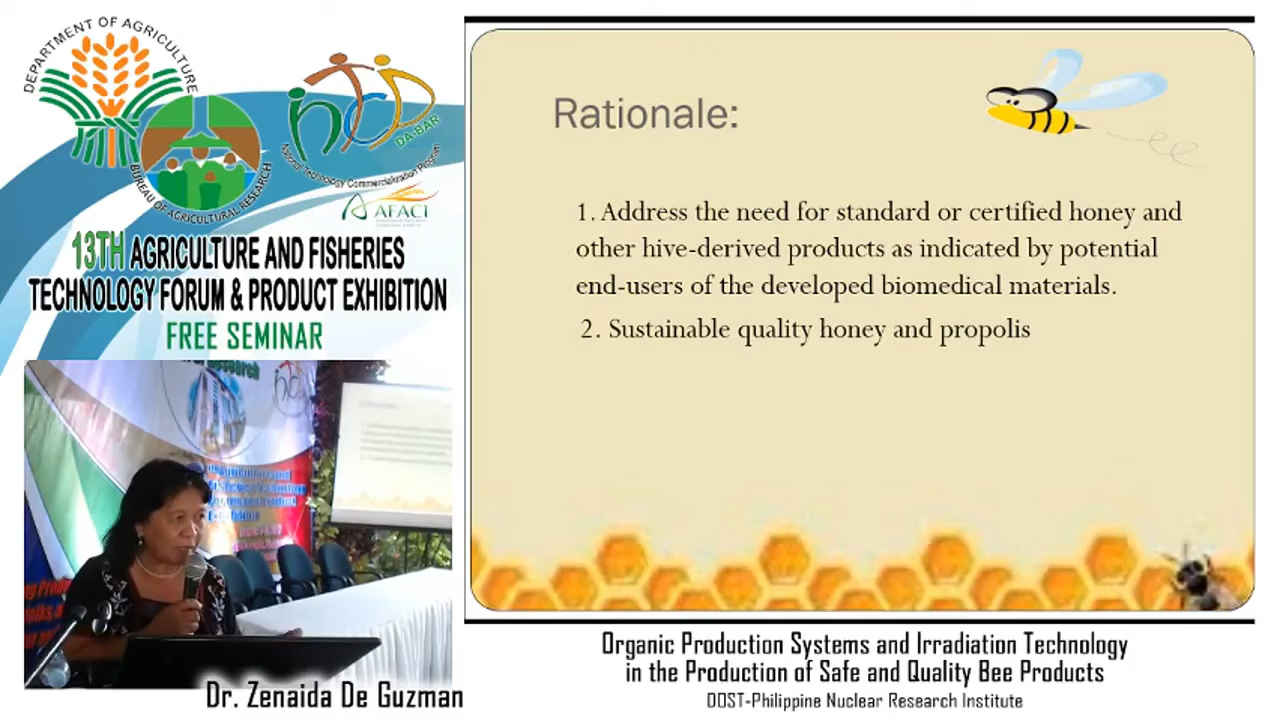 DEPARTMENT OF AGRICULTURE
BUREAU OF AGRICULTURAL RESEARCH
DA-BAR
National Technology Commercialization Program
AFACI
13TH AGRICULTURE AND FISHERIES
TECHNOLOGY FORUM & PRODUCT EXHIBITION
FREE SEMINAR
Rationale:
1. Address the need for standard or certified honey and
other hive-derived products as indicated by potential
end-users of the developed biomedical materials.
2. Sustainable quality honey and propolis
Dr. Zenaida De Guzman
Organic Production Systems and Irradiation Technology
in the Production of Safe and Quality Bee Products
DOST-Philippine Nuclear Research Institute